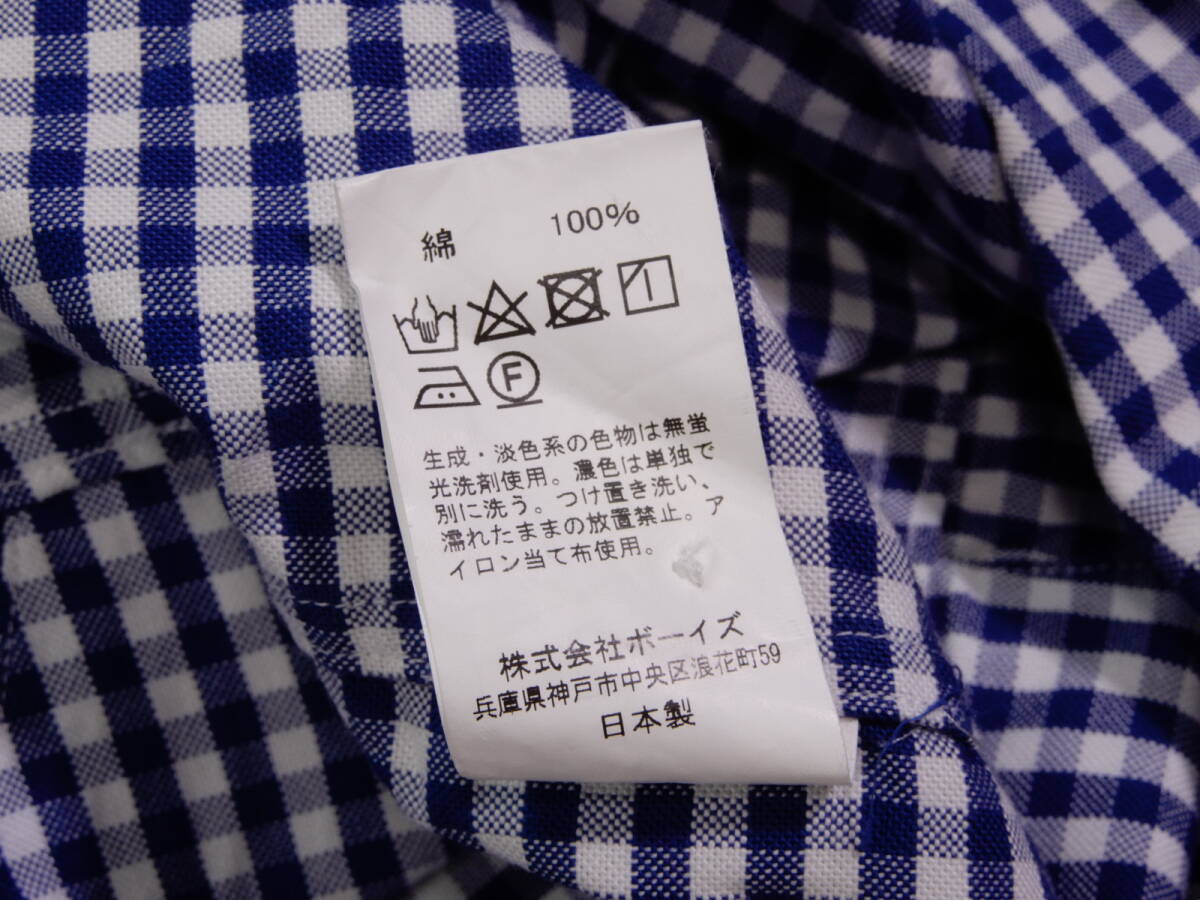 綿 100%
F
生成・淡色系の色物は無蛍
光洗剤使用。濃色は単独で
別に洗う。つけ置き洗い、
濡れたままの放置禁止。ア
イロン当て布使用。
株式会社ボーイズ
兵庫県神戸市中央区浪花町59
日本製